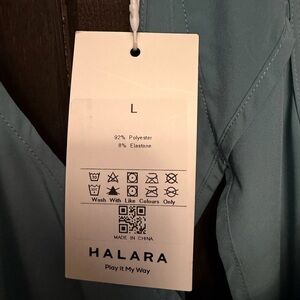 L
92% Polyester
8% Elastane
Wash With Like Colours Only
MADE IN CHINA
HALARA
Play It My Way